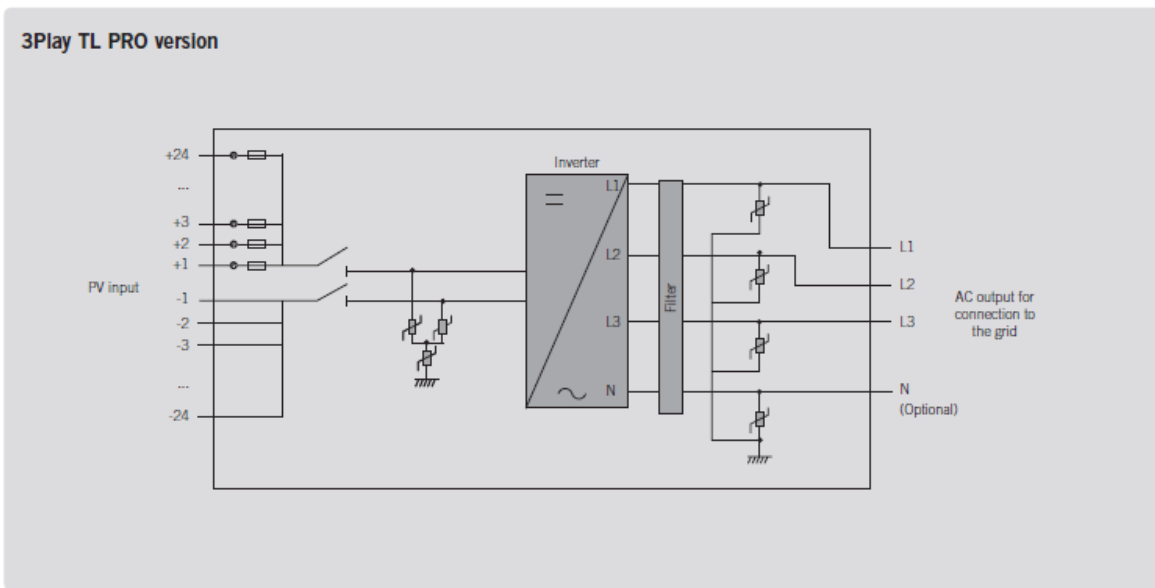 3Play TL PRO version
+24
...
+3
+2
+1
PV input
-1
-2
-3
...
-24
Inverter
L1
L2
L3
N
Filter
L1
L2
L3
N
(Optional)
AC output for
connection to
the grid